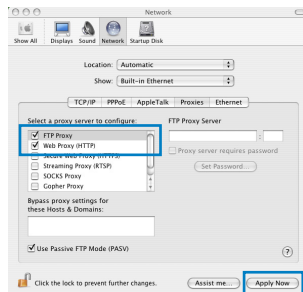 Network
Show All Displays Sound Network Startup Disk
Location: Automatic
Show: Built-in Ethernet
TCP/IP PPPoE AppleTalk Proxies Ethernet
Select a proxy server to configure: FTP Proxy Server
FTP Proxy
Web Proxy (HTTP) :
Secure Web Proxy (HTTPS) Proxy server requires password
Streaming Proxy (RTSP) Set Password...
SOCKS Proxy
Gopher Proxy
Bypass proxy settings for
these Hosts & Domains:
Use Passive FTP Mode (PASV) ?
Click the lock to prevent further changes. Assist me... Apply Now